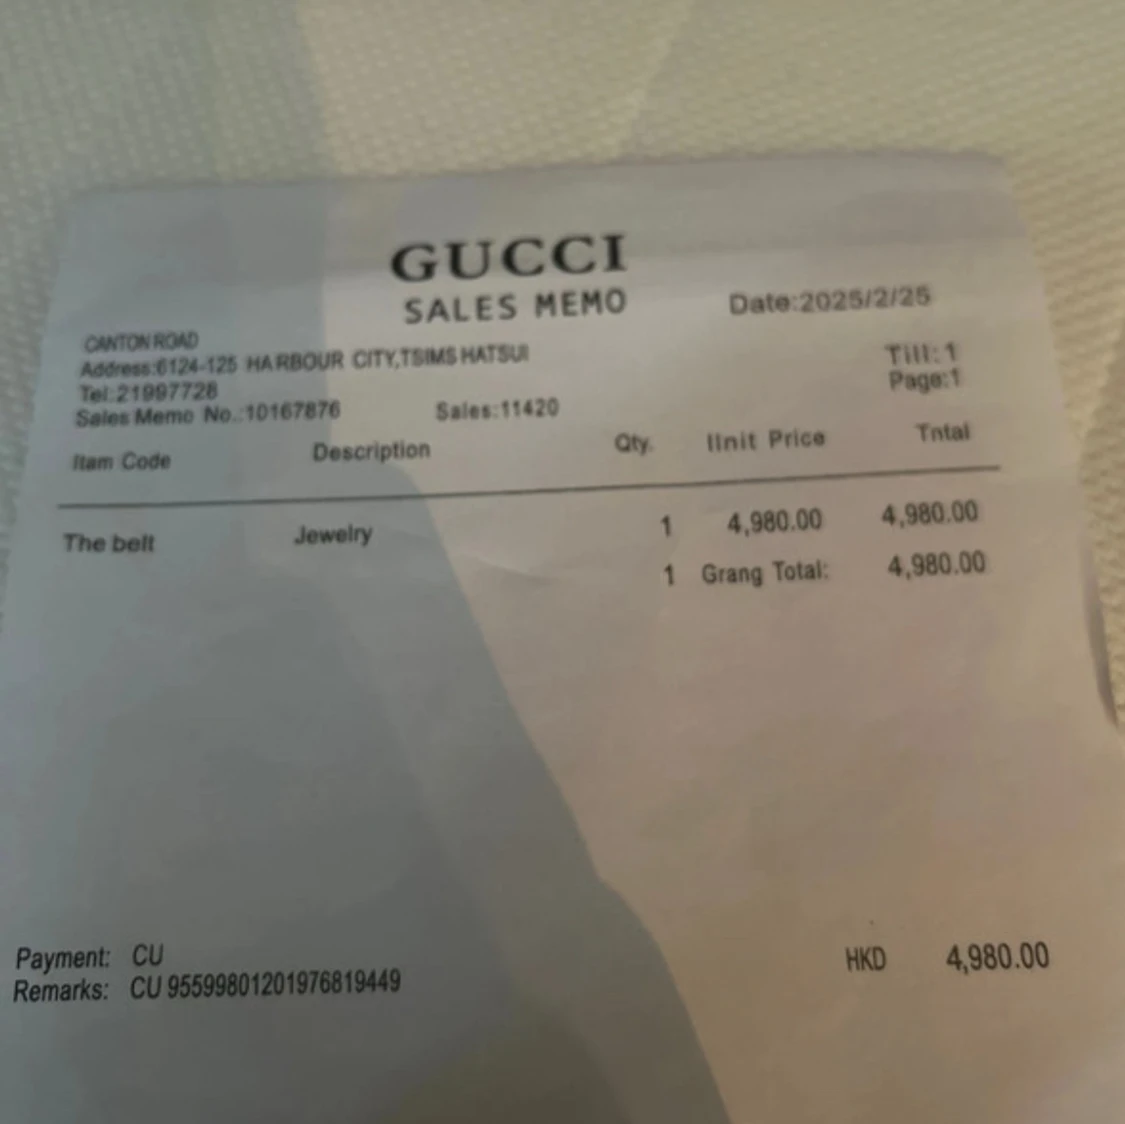 GUCCI
SALES MEMO
Date:2025/2/25
CANTON ROAD
Address:6124-125 HARBOUR CITY,TSIMS HATSUI
Till:1
Tel:21997728
Page:1
Sales Memo No.:10167876 Sales:11420
Itam Code Description Qty. IInit Price Tntal
The belt Jewelry 1 4,980.00 4,980.00
1 Grang Total: 4,980.00
Payment: CU HKD 4,980.00
Remarks: CU 95599801201976819449